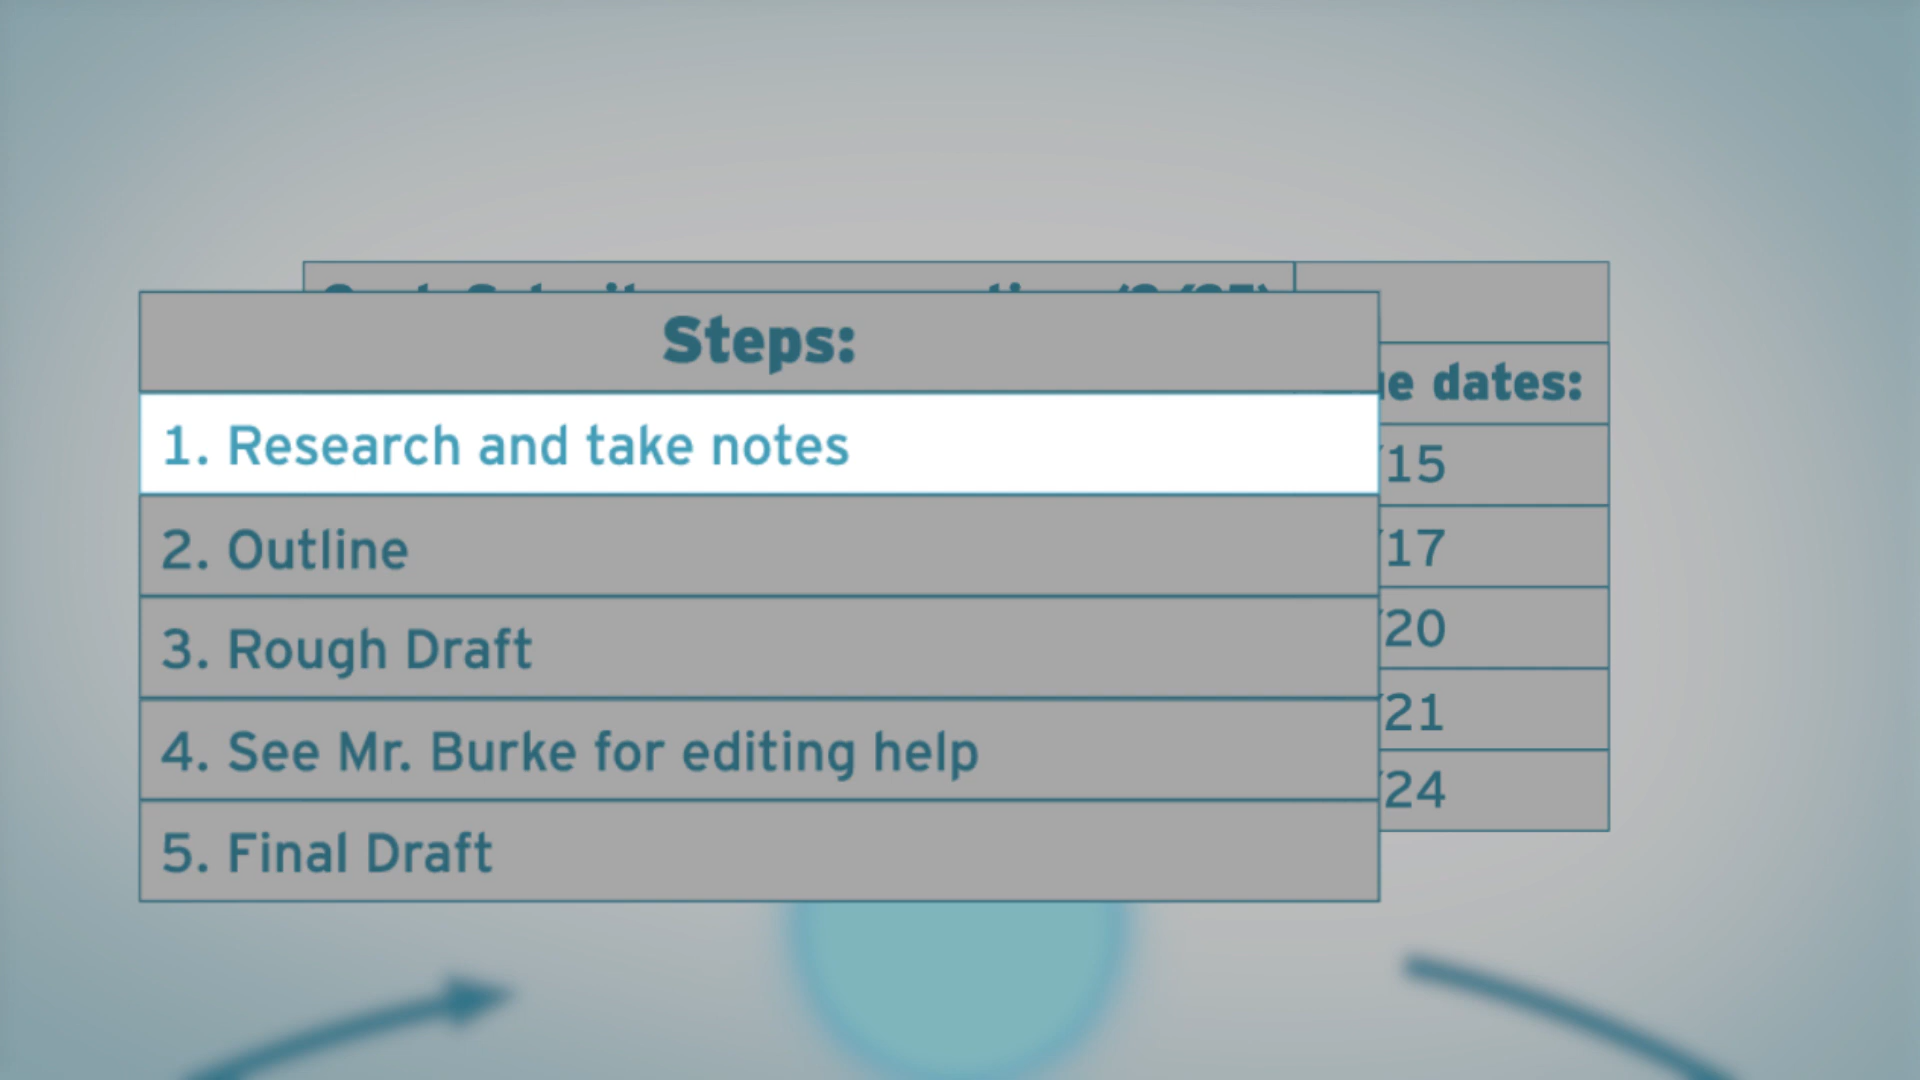 Steps:
1. Research and take notes
2. Outline
3. Rough Draft
4. See Mr. Burke for editing help
5. Final Draft
dates:
/15
/17
/20
/21
/24